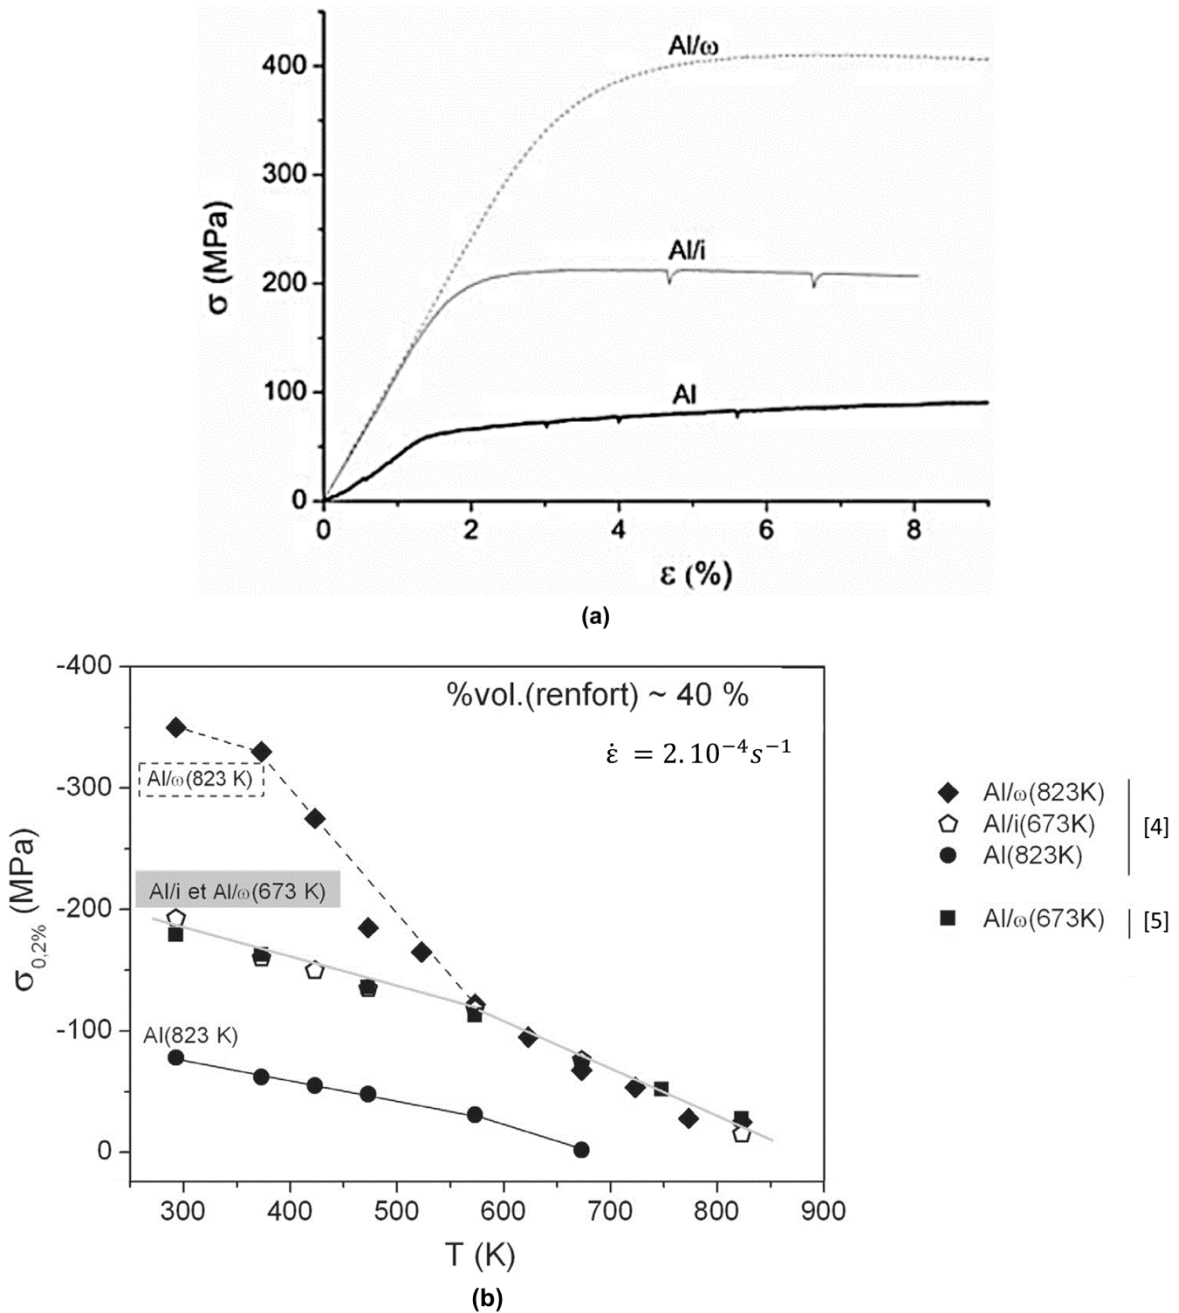 400
300
200
100
0
σ (MPa)
Al/ω
Al/i
Al
0 2 4 6 8
ε (%)
(a)
-400
-300
-200
-100
0
σ0,2% (MPa)
%vol.(renfort) ~ 40 %
ε̇ = 2.10⁻⁴s⁻¹
Al/ω(823 K)
Al/i et Al/ω(673 K)
Al(823 K)
Al/ω(823K)
Al/i(673K)
Al(823K)
[4]
Al/ω(673K)
[5]
300 400 500 600 700 800 900
T (K)
(b)